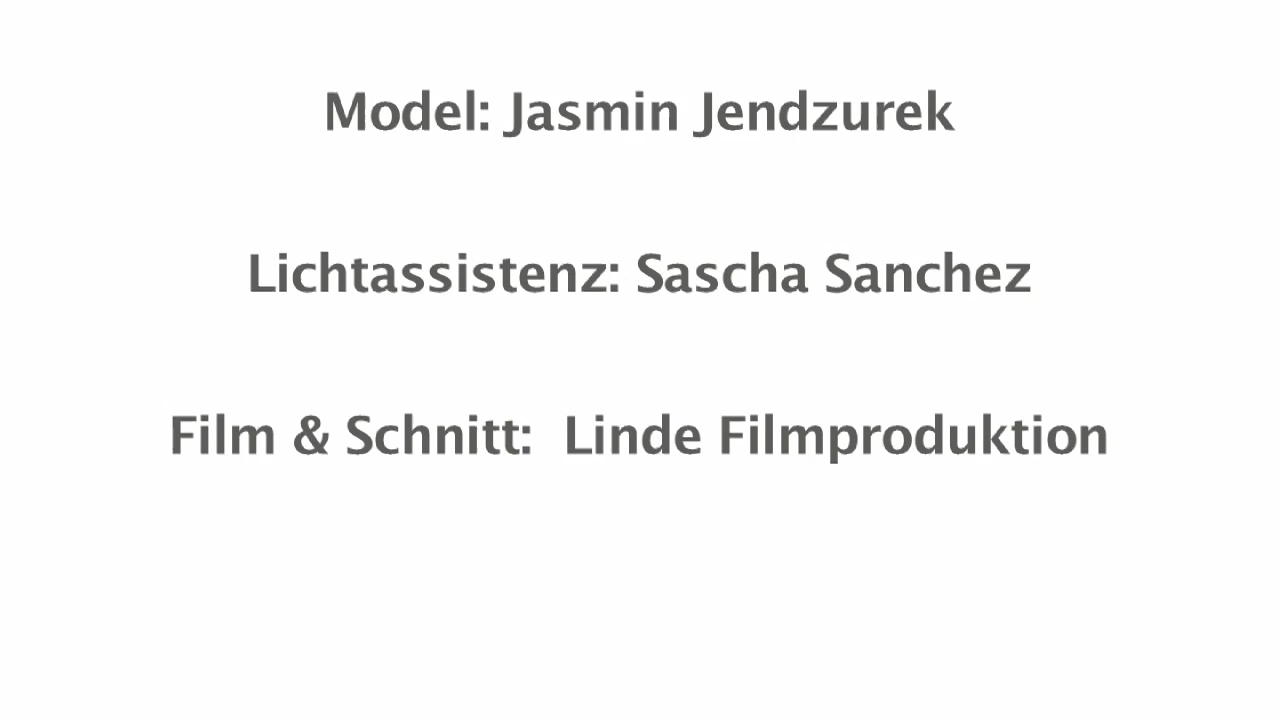 Model: Jasmin Jendzurek
Lichtassistenz: Sascha Sanchez
Film & Schnitt:  Linde Filmproduktion